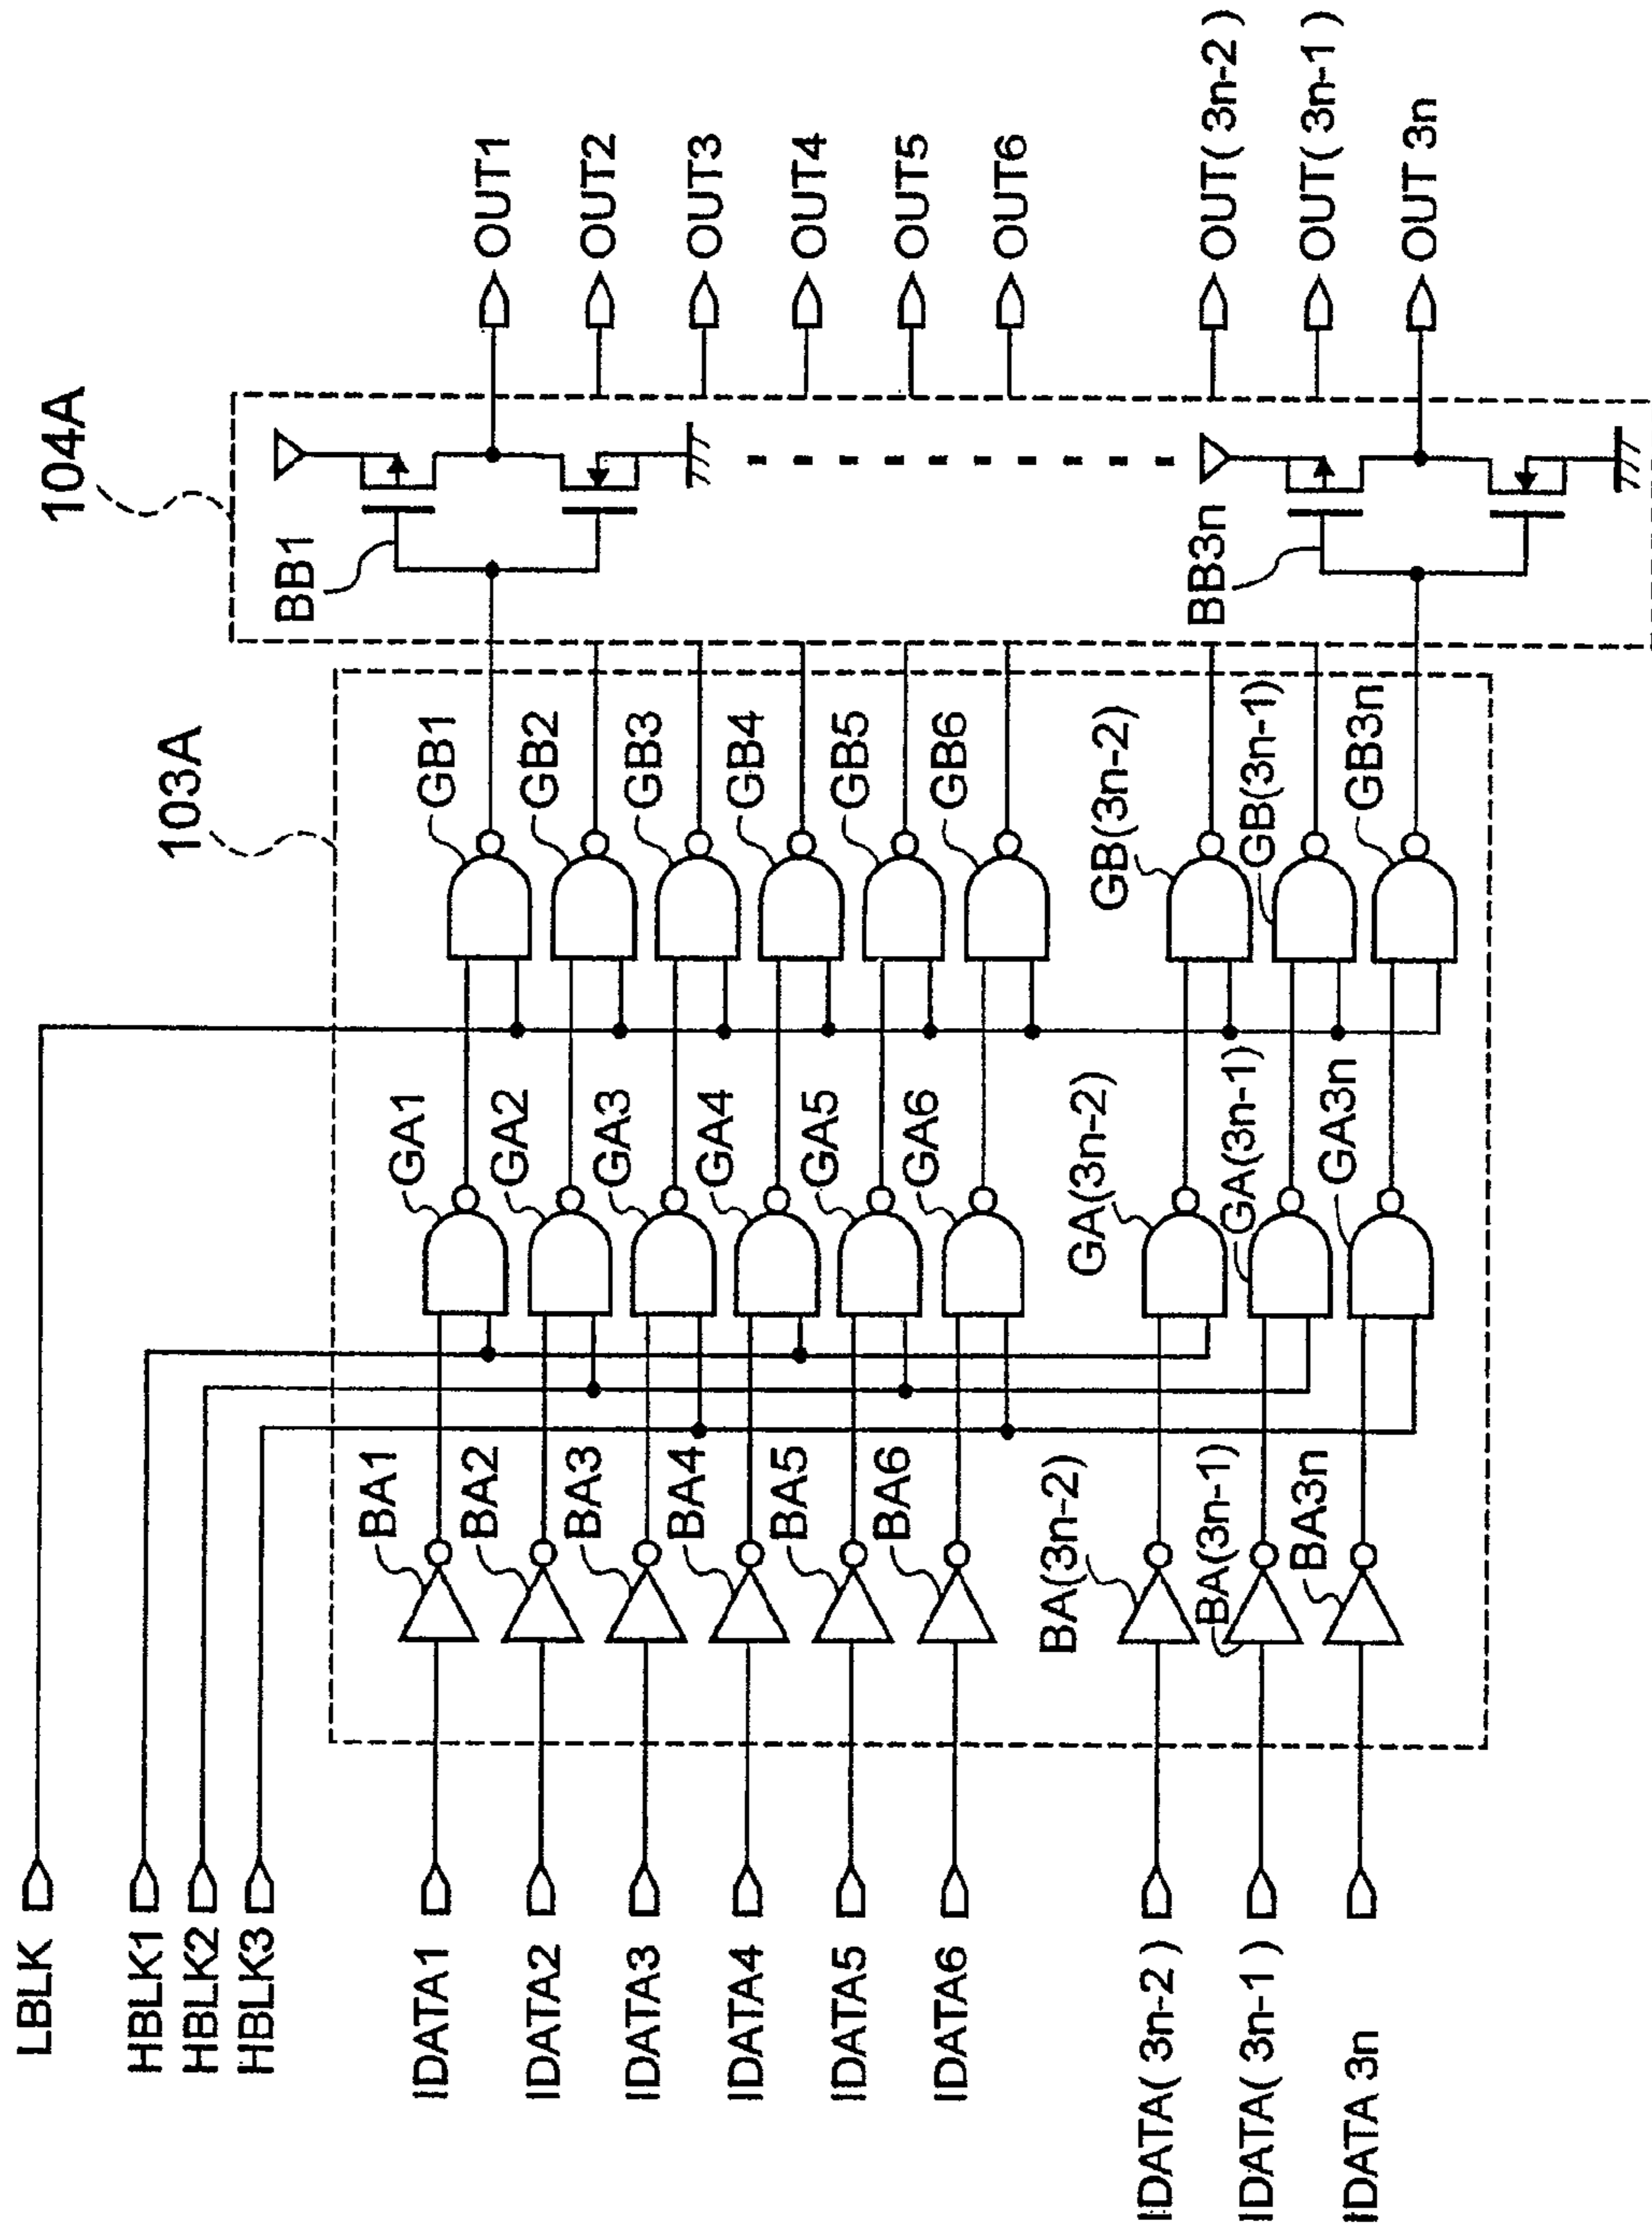 LBLK
HBLK1
HBLK2
HBLK3
IDATA1
IDATA2
IDATA3
IDATA4
IDATA5
IDATA6
IDATA( 3n-2 )
IDATA( 3n-1 )
IDATA 3n
103A
BA1
BA2
BA3
BA4
BA5
BA6
BA(3n-2)
BA(3n-1)
BA3n
GA1
GA2
GA3
GA4
GA5
GA6
GA(3n-2)
GA(3n-1)
GA3n
GB1
GB2
GB3
GB4
GB5
GB6
GB(3n-2)
GB(3n-1)
GB3n
104A
BB1
BB3n
OUT1
OUT2
OUT3
OUT4
OUT5
OUT6
OUT( 3n-2 )
OUT( 3n-1 )
OUT 3n